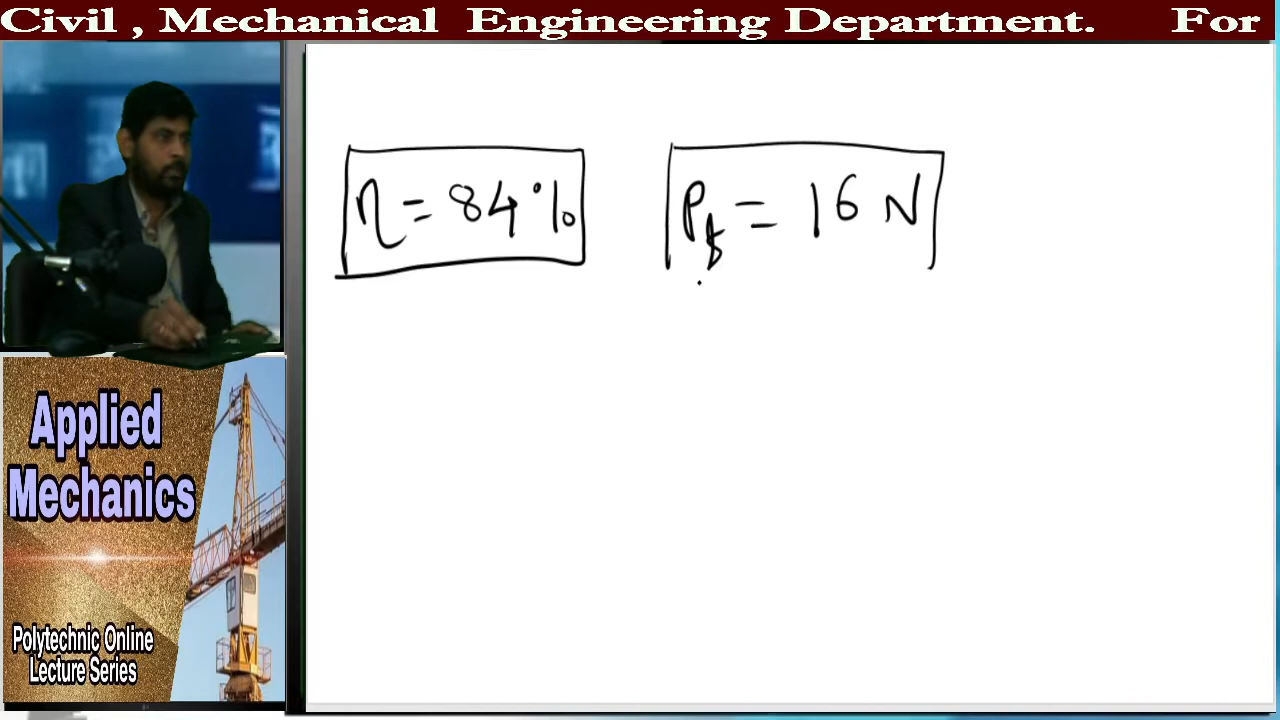 Civil , Mechanical Engineering Department. For
η = 84 %
Pf = 16 N
Applied
Mechanics
Polytechnic Online
Lecture Series